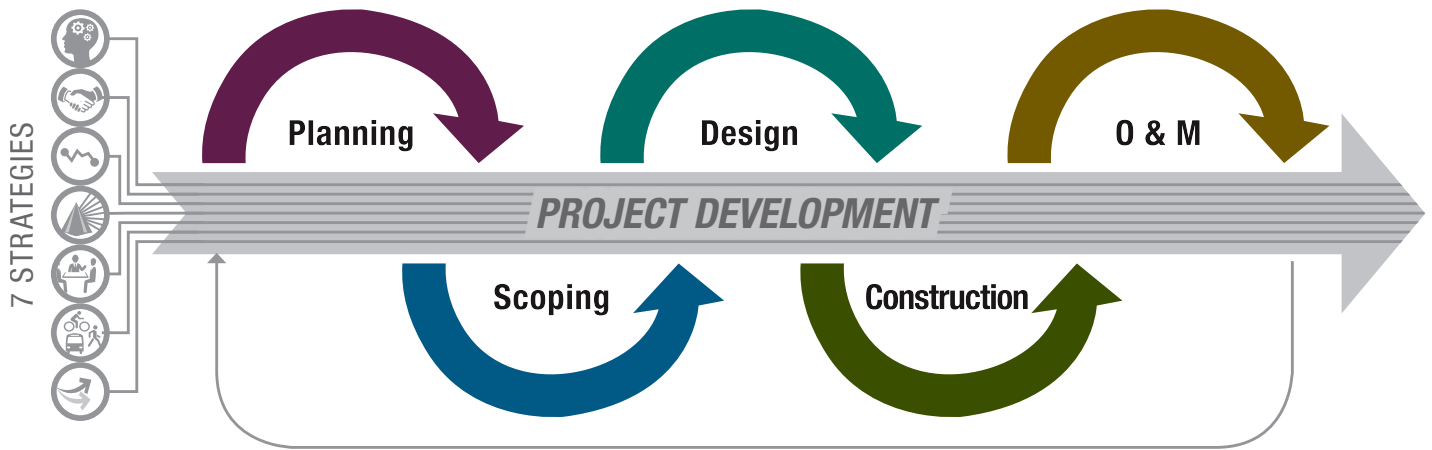 7 STRATEGIES
Planning
Design
O & M
PROJECT DEVELOPMENT
Scoping
Construction